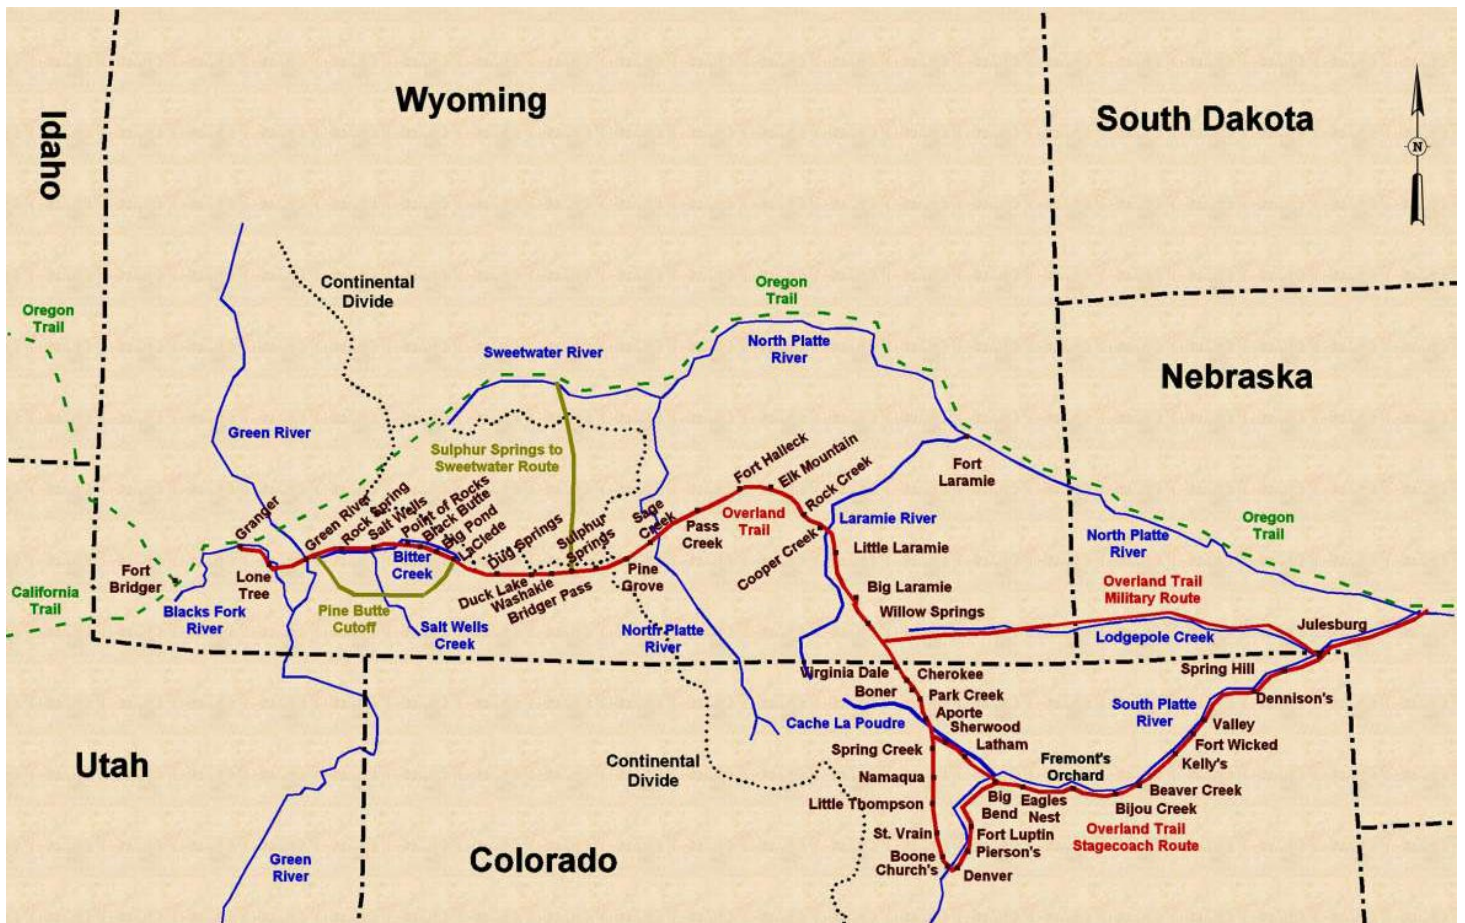 Wyoming
South Dakota
Idaho
N
Continental
Divide
Oregon
Trail
Oregon
Trail
Sweetwater River
North Platte
River
Nebraska
Green River
Sulphur Springs to
Sweetwater Route
Fort Halleck
Elk Mountain
Rock Creek
Fort
Laramie
Granger
Green River
Rock Spring
Salt Wells
Point of Rocks
Black Butte
Big Pond
LaClede
Dug Springs
Sulphur
Springs
Sage
Creek
Pass
Creek
Overland
Trail
Laramie River
Cooper Creek
Little Laramie
North Platte
River
Oregon
Trail
Bitter
Creek
Fort
Bridger
Lone
Tree
Duck Lake
Washakie
Bridger Pass
Pine
Grove
Big Laramie
Overland Trail
Military Route
California
Trail
Blacks Fork
River
Pine Butte
Cutoff
Salt Wells
Creek
North Platte
River
Willow Springs
Lodgepole Creek
Julesburg
Virginia Dale
Cherokee
Spring Hill
Boner
Park Creek
Dennison's
Aporte
South Platte
River
Cache La Poudre
Sherwood
Valley
Spring Creek
Latham
Fort Wicked
Utah
Continental
Divide
Fremont's
Orchard
Kelly's
Namaqua
Big
Bend
Eagles
Nest
Beaver Creek
Little Thompson
Bijou Creek
St. Vrain
Fort Luptin
Overland Trail
Stagecoach Route
Pierson's
Colorado
Boone
Church's
Denver
Green
River